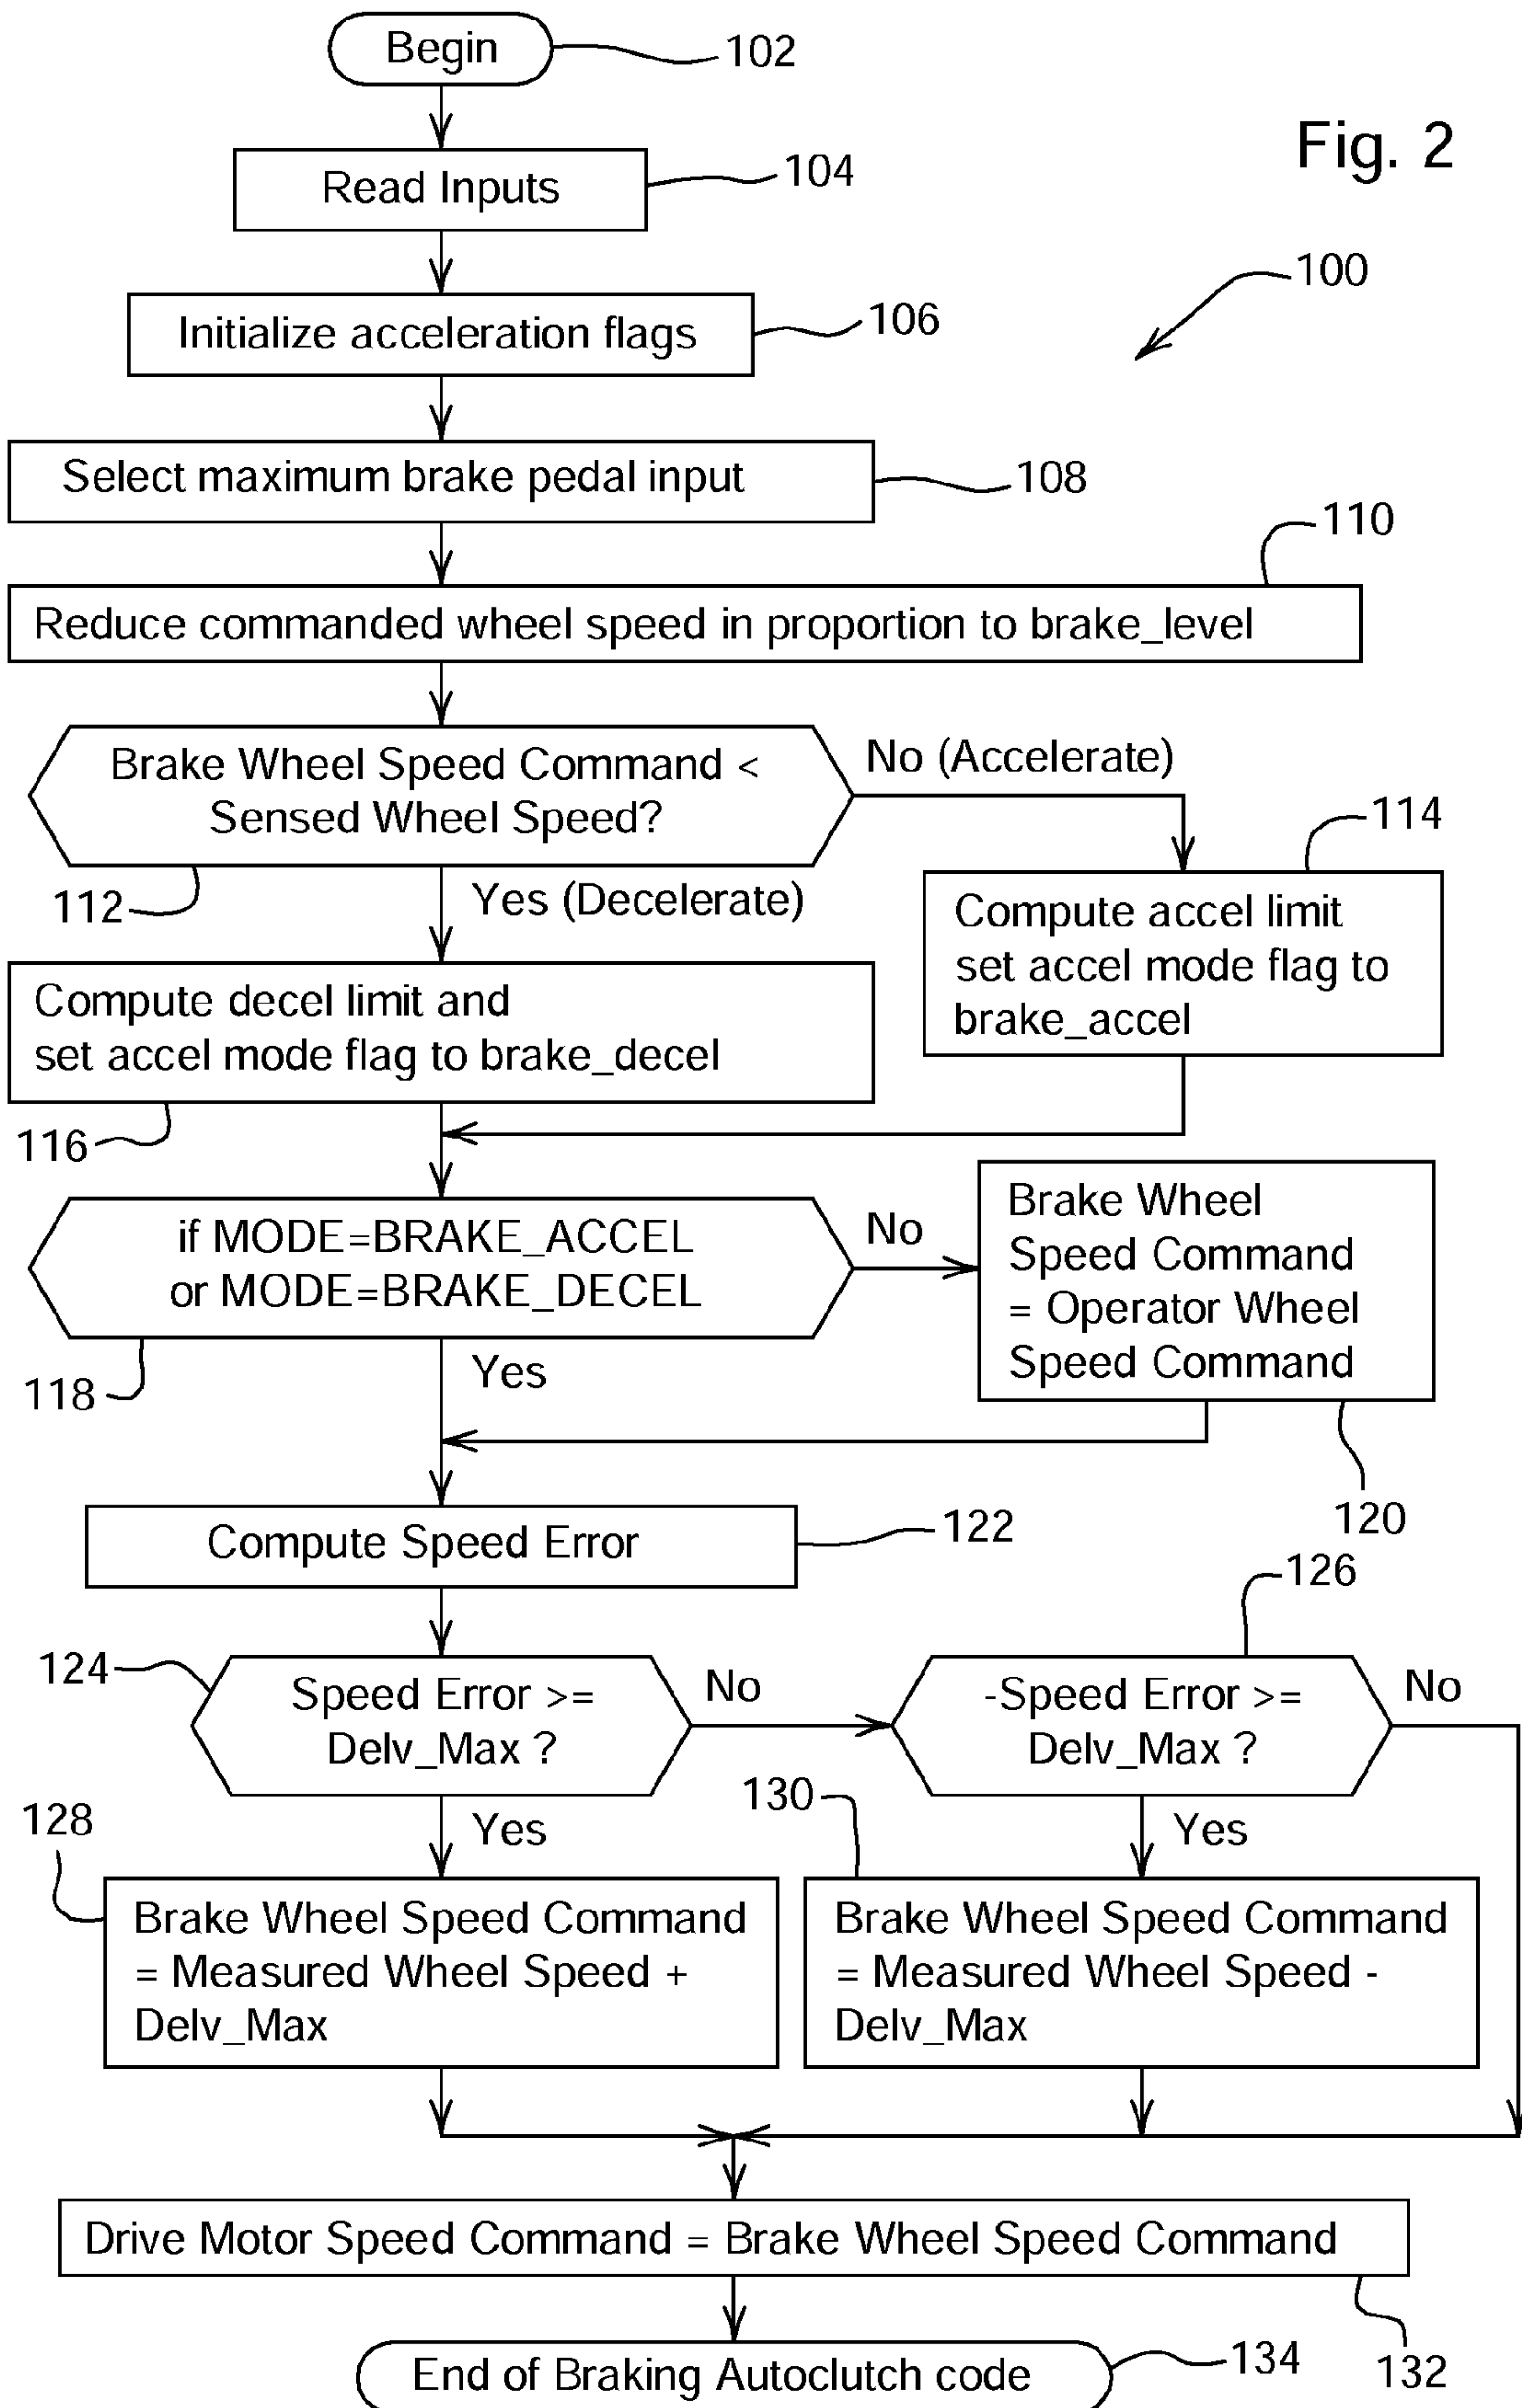 Begin
102
Fig. 2
Read Inputs
104
100
Initialize acceleration flags
106
Select maximum brake pedal input
108
110
Reduce commanded wheel speed in proportion to brake_level
Brake Wheel Speed Command <
Sensed Wheel Speed?
No (Accelerate)
112
Yes (Decelerate)
114
Compute accel limit
set accel mode flag to
brake_accel
Compute decel limit and
set accel mode flag to brake_decel
116
if MODE=BRAKE_ACCEL
or MODE=BRAKE_DECEL
No
118
Yes
Brake Wheel
Speed Command
= Operator Wheel
Speed Command
120
Compute Speed Error
122
126
124
Speed Error >=
Delv_Max ?
No
-Speed Error >=
Delv_Max ?
No
128
Yes
130
Yes
Brake Wheel Speed Command
= Measured Wheel Speed +
Delv_Max
Brake Wheel Speed Command
= Measured Wheel Speed -
Delv_Max
Drive Motor Speed Command = Brake Wheel Speed Command
132
End of Braking Autoclutch code
134